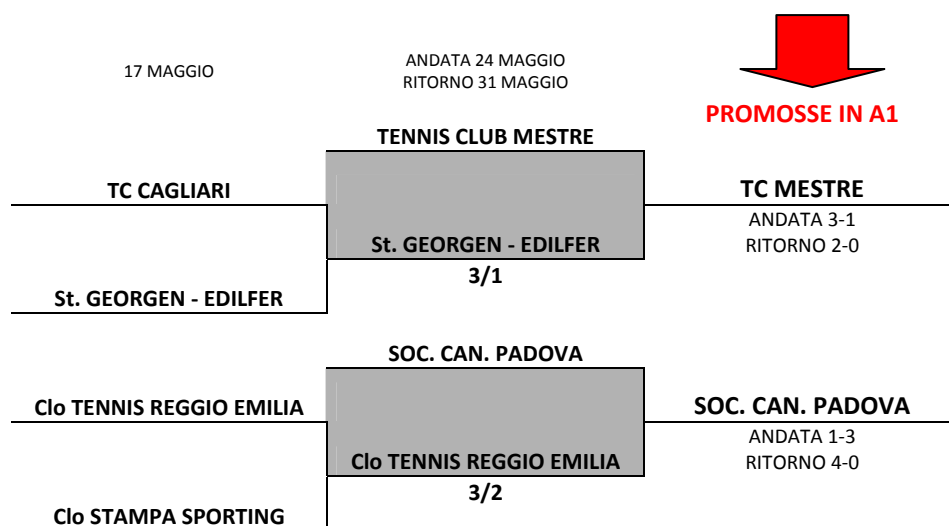 17 MAGGIO
ANDATA 24 MAGGIO
RITORNO 31 MAGGIO
PROMOSSE IN A1
TENNIS CLUB MESTRE
TC CAGLIARI
TC MESTRE
ANDATA 3-1
RITORNO 2-0
St. GEORGEN - EDILFER
3/1
St. GEORGEN - EDILFER
SOC. CAN. PADOVA
Clo TENNIS REGGIO EMILIA
SOC. CAN. PADOVA
ANDATA 1-3
RITORNO 4-0
Clo TENNIS REGGIO EMILIA
3/2
Clo STAMPA SPORTING